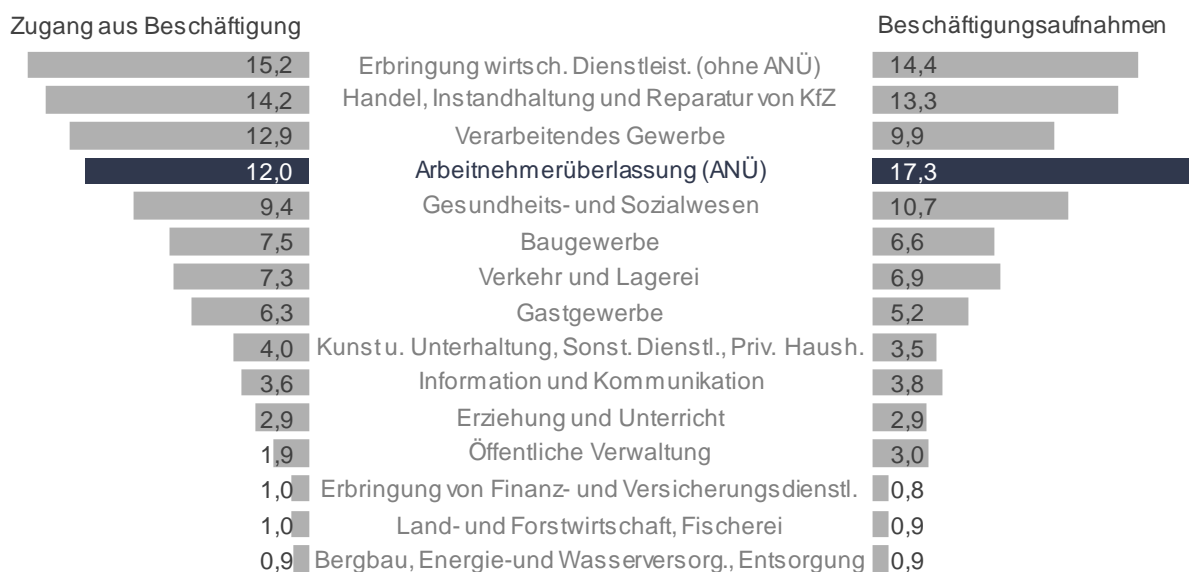 Zugang aus Beschäftigung Beschäftigungsaufnahmen
15,2 Erbringung wirtsch. Dienstleist. (ohne ANÜ) 14,4
14,2 Handel, Instandhaltung und Reparatur von KfZ 13,3
12,9 Verarbeitendes Gewerbe 9,9
12,0 Arbeitnehmerüberlassung (ANÜ) 17,3
9,4 Gesundheits- und Sozialwesen 10,7
7,5 Baugewerbe 6,6
7,3 Verkehr und Lagerei 6,9
6,3 Gastgewerbe 5,2
4,0 Kunst u. Unterhaltung, Sonst. Dienstl., Priv. Haush. 3,5
3,6 Information und Kommunikation 3,8
2,9 Erziehung und Unterricht 2,9
1,9 Öffentliche Verwaltung 3,0
1,0 Erbringung von Finanz- und Versicherungsdienstl. 0,8
1,0 Land- und Forstwirtschaft, Fischerei 0,9
0,9 Bergbau, Energie-und Wasserversorg., Entsorgung 0,9